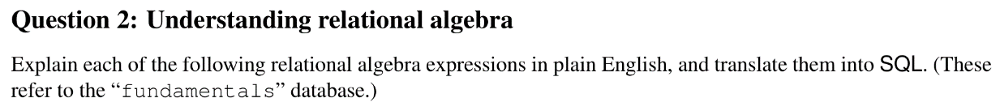 Question 2: Understanding relational algebra
Explain each of the following relational algebra expressions in plain English, and translate them into SQL. (These
refer to the “fundamentals” database.)